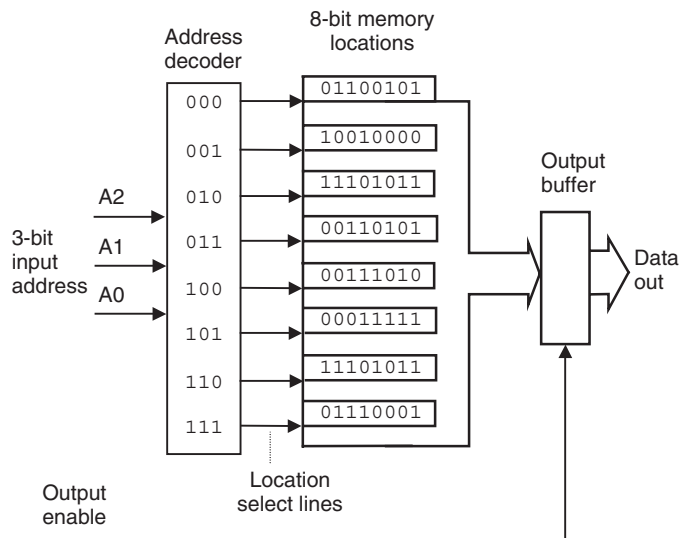 Address
decoder
8-bit memory
locations
000
001
010
011
100
101
110
111
01100101
10010000
11101011
00110101
00111010
00011111
11101011
01110001
3-bit
input
address
A2
A1
A0
Output
buffer
Data
out
Location
select lines
Output
enable